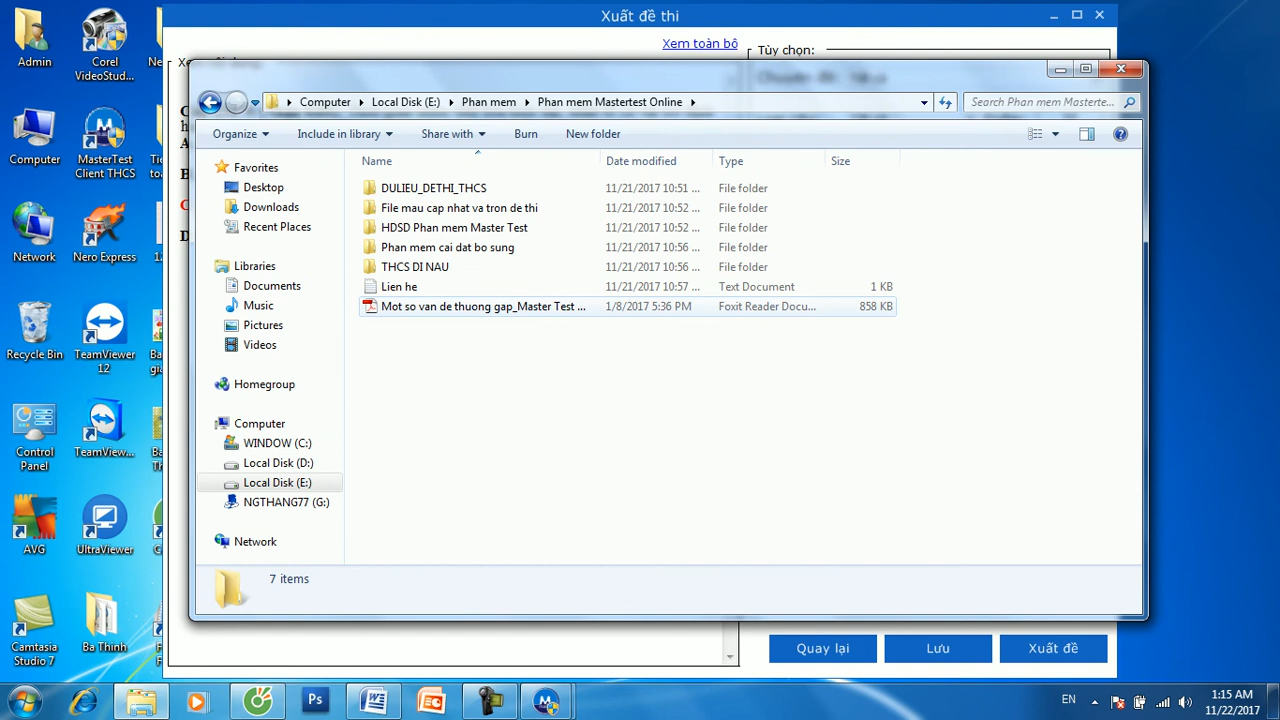 Xuất đề thi
Xem toàn bộ
Tùy chọn:
Computer
Local Disk (E:)
Phan mem
Phan mem Mastertest Online
Search Phan mem Masterte...
Organize
Include in library
Share with
Burn
New folder
Name
Date modified
Type
Size
DULIEU_DETHI_THCS
11/21/2017 10:51 ...
File folder
File mau cap nhat va tron de thi
11/21/2017 10:52 ...
File folder
HDSD Phan mem Master Test
11/21/2017 10:52 ...
File folder
Phan mem cai dat bo sung
11/21/2017 10:56 ...
File folder
THCS DI NAU
11/21/2017 10:56 ...
File folder
Lien he
11/21/2017 10:57 ...
Text Document
1 KB
Mot so van de thuong gap_Master Test ...
1/8/2017 5:36 PM
Foxit Reader Docu...
858 KB
Favorites
Desktop
Downloads
Recent Places
Libraries
Documents
Music
Pictures
Videos
Homegroup
Computer
WINDOW (C:)
Local Disk (D:)
Local Disk (E:)
NGTHANG77 (G:)
Network
7 items
Quay lại
Lưu
Xuất đề
Admin
Corel
VideoStud...
Computer
MasterTest
Client THCS
Network
Nero Express
Recycle Bin
TeamViewer
12
Control
Panel
TeamView...
AVG
UltraViewer
Camtasia
Studio 7
Ba Thinh
Ps
EN
1:15 AM
11/22/2017